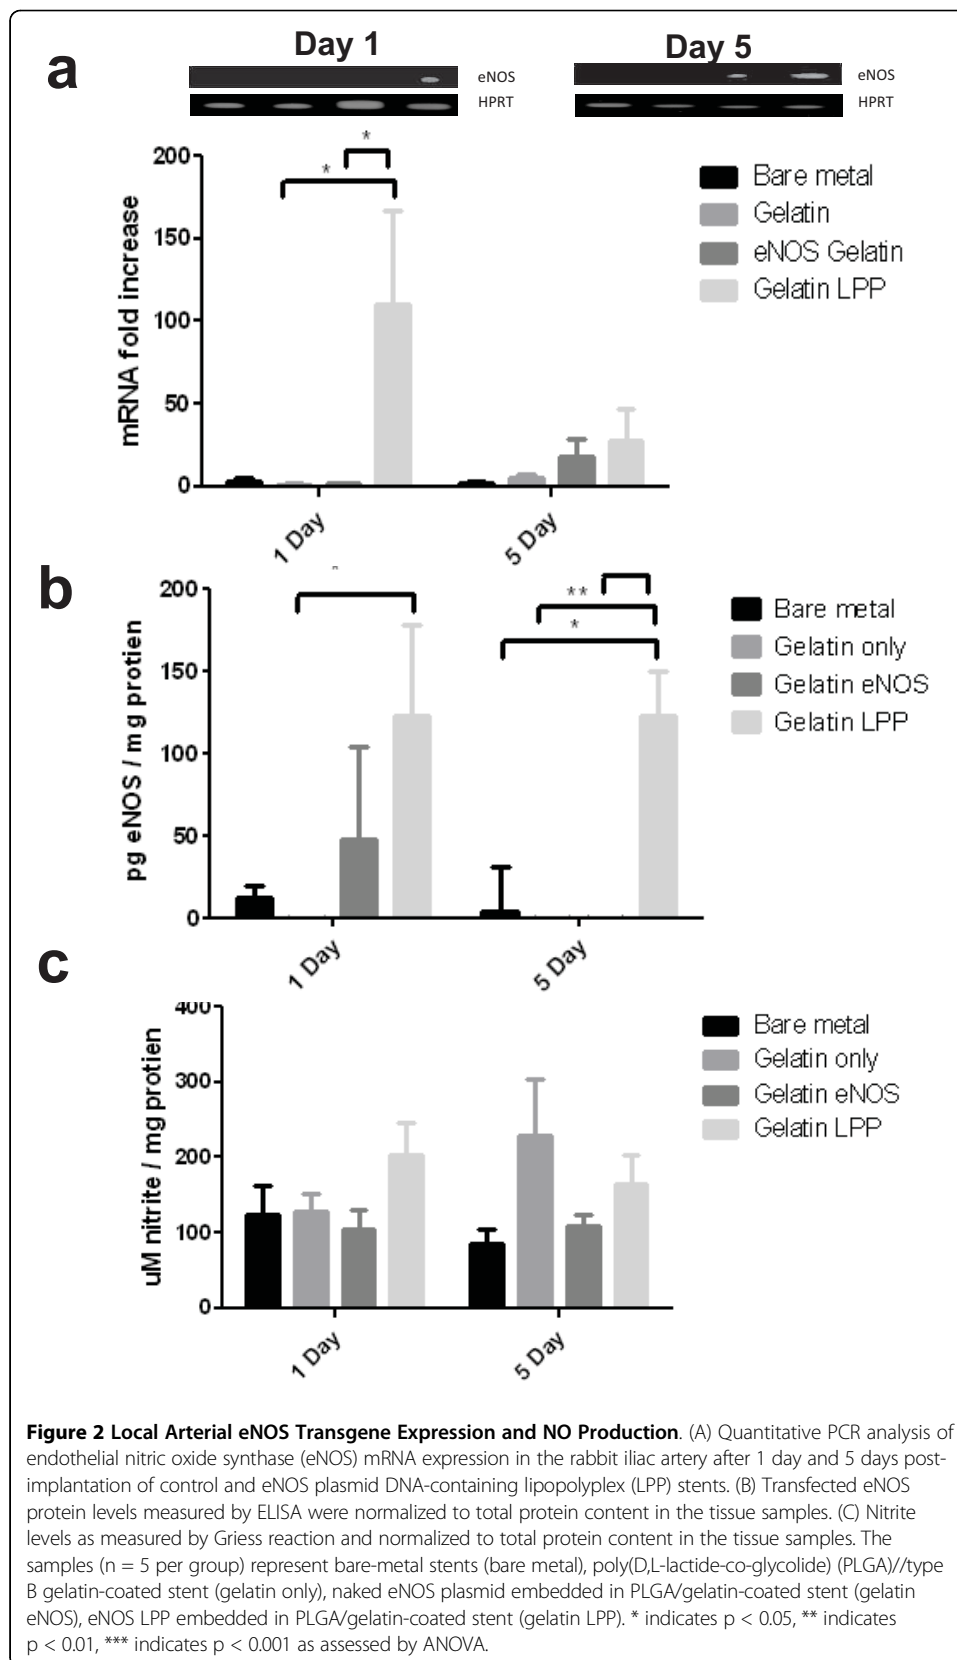 a
Day 1
Day 5
eNOS
HPRT
eNOS
HPRT
*
*
200
150
100
50
0
mRNA fold increase
1 Day
5 Day
Bare metal
Gelatin
eNOS Gelatin
Gelatin LPP
b
**
*
200
150
100
50
0
pg eNOS / mg protien
1 Day
5 Day
Bare metal
Gelatin only
Gelatin eNOS
Gelatin LPP
c
400
300
200
100
0
uM nitrite / mg protien
1 Day
5 Day
Bare metal
Gelatin only
Gelatin eNOS
Gelatin LPP
Figure 2 Local Arterial eNOS Transgene Expression and NO Production. (A) Quantitative PCR analysis of
endothelial nitric oxide synthase (eNOS) mRNA expression in the rabbit iliac artery after 1 day and 5 days post-
implantation of control and eNOS plasmid DNA-containing lipopolyplex (LPP) stents. (B) Transfected eNOS
protein levels measured by ELISA were normalized to total protein content in the tissue samples. (C) Nitrite
levels as measured by Griess reaction and normalized to total protein content in the tissue samples. The
samples (n = 5 per group) represent bare-metal stents (bare metal), poly(D,L-lactide-co-glycolide) (PLGA)//type
B gelatin-coated stent (gelatin only), naked eNOS plasmid embedded in PLGA/gelatin-coated stent (gelatin
eNOS), eNOS LPP embedded in PLGA/gelatin-coated stent (gelatin LPP). * indicates p < 0.05, ** indicates
p < 0.01, *** indicates p < 0.001 as assessed by ANOVA.